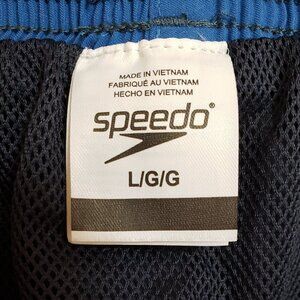 MADE IN VIETNAM
FABRIQUÉ AU VIETNAM
HECHO EN VIETNAM
speedo
L/G/G